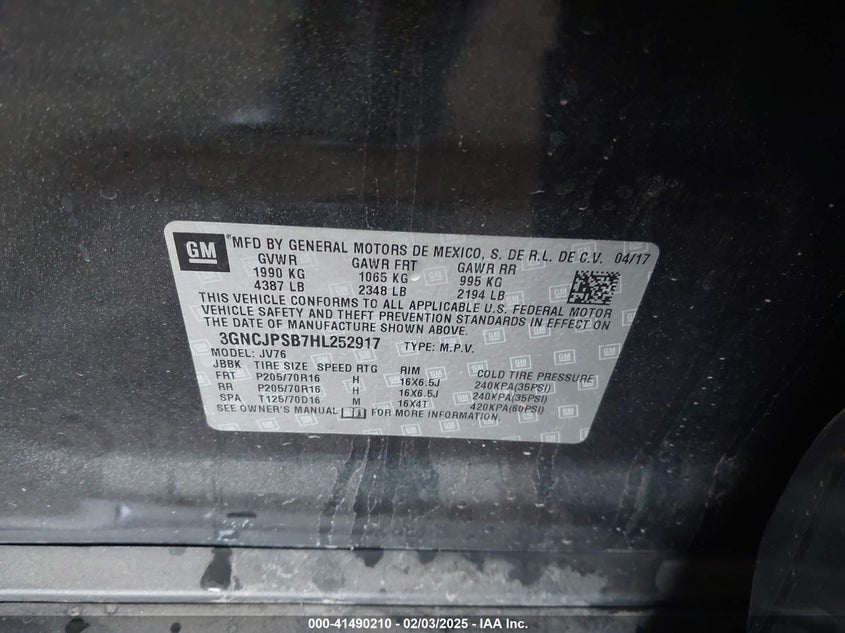 GM
MFD BY GENERAL MOTORS DE MEXICO, S. DE R.L. DE C.V. 04/17
GVWR GAWR FRT GAWR RR
1990 KG 1065 KG 995 KG
4387 LB 2348 LB 2194 LB
THIS VEHICLE CONFORMS TO ALL APPLICABLE U.S. FEDERAL MOTOR
VEHICLE SAFETY AND THEFT PREVENTION STANDARDS IN EFFECT ON
THE DATE OF MANUFACTURE SHOWN ABOVE.
3GNCJPSB7HL252917 TYPE: M.P.V.
MODEL: JV76
JBBK TIRE SIZE SPEED RTG RIM COLD TIRE PRESSURE
FRT P205/70R16 H 16X6.5J 240KPA(35PSI)
RR P205/70R16 H 16X6.5J 240KPA(35PSI)
SPA T125/70D16 M 16X4T 420KPA(60PSI)
SEE OWNER'S MANUAL FOR MORE INFORMATION.
000-41490210 - 02/03/2025 - IAA Inc.